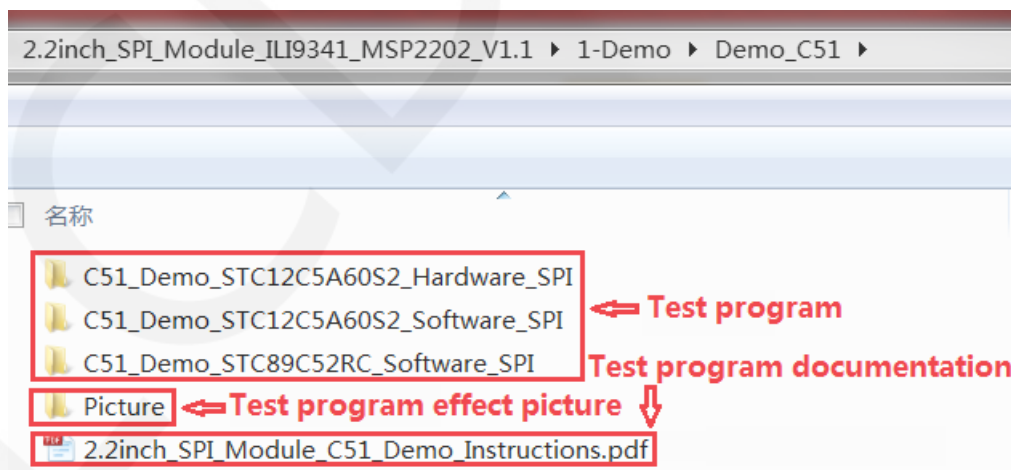 2.2inch_SPI_Module_ILI9341_MSP2202_V1.1 ▸ 1-Demo ▸ Demo_C51 ▸
名称
C51_Demo_STC12C5A60S2_Hardware_SPI
C51_Demo_STC12C5A60S2_Software_SPI
Test program
C51_Demo_STC89C52RC_Software_SPI
Test program documentation
Picture
Test program effect picture
2.2inch_SPI_Module_C51_Demo_Instructions.pdf